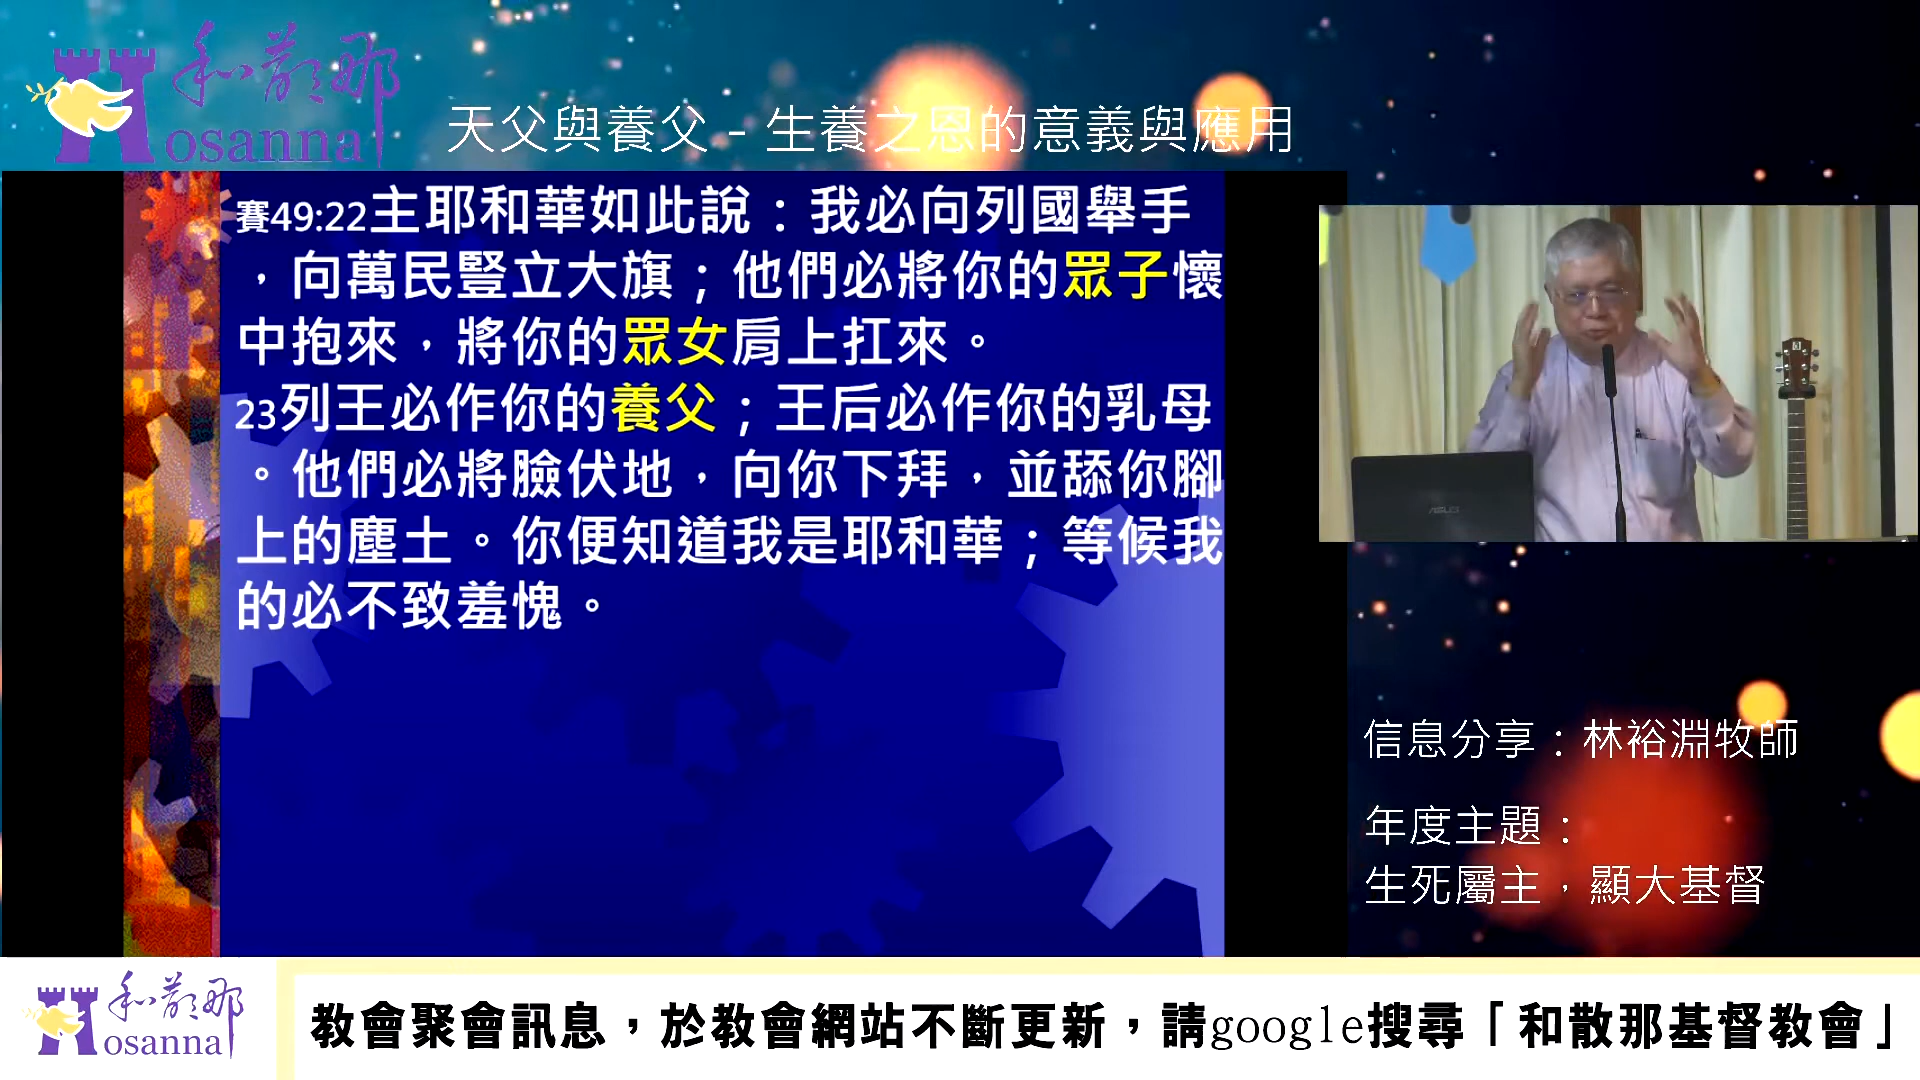 和散那
Hosanna
天父與養父 - 生養之恩的意義與應用
賽49:22主耶和華如此說：我必向列國舉手
，向萬民豎立大旗；他們必將你的眾子懷
中抱來，將你的眾女肩上扛來。
23列王必作你的養父；王后必作你的乳母
。他們必將臉伏地，向你下拜，並舔你腳
上的塵土。你便知道我是耶和華；等候我
的必不致羞愧。
ASUS
信息分享：林裕淵牧師
年度主題：
生死屬主，顯大基督
和散那
Hosanna
教會聚會訊息，於教會網站不斷更新，請google搜尋「和散那基督教會」